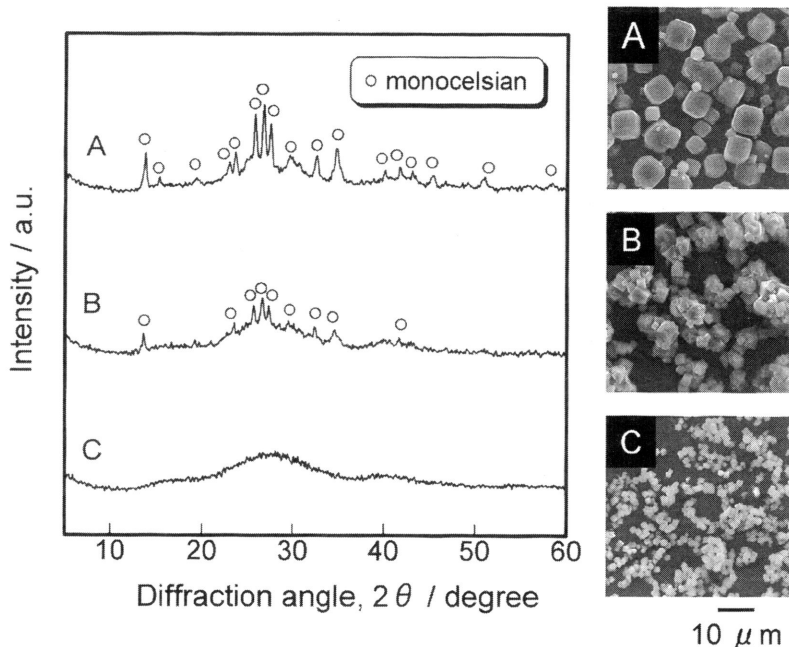 ○ monocelsian
A
B
C
Intensity / a.u.
10
20
30
40
50
60
Diffraction angle, 2θ / degree
A
B
C
10 μm